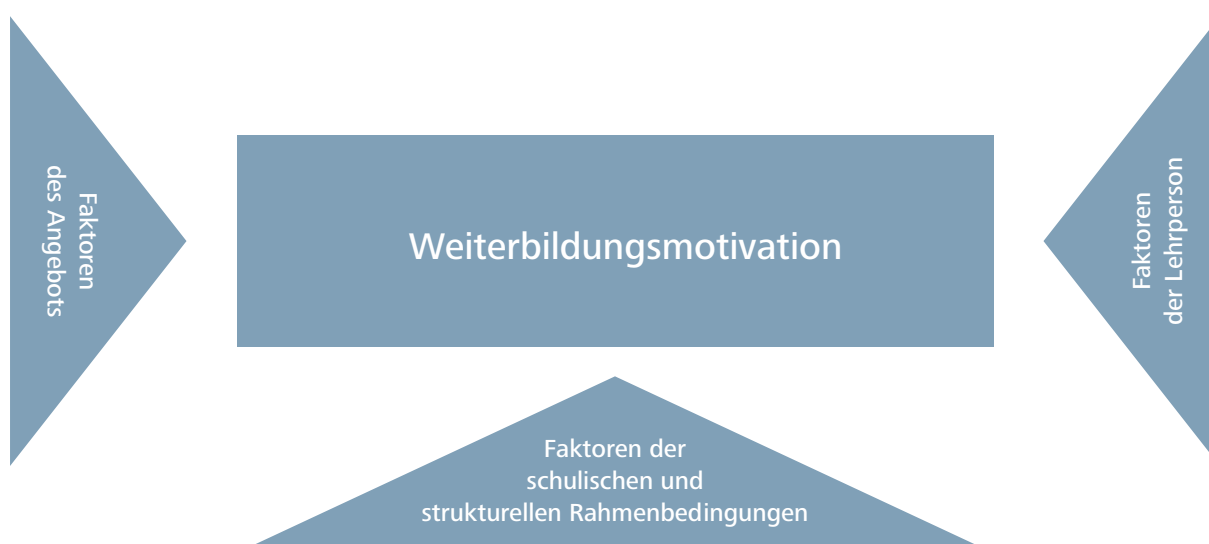 Faktoren
des Angebots
Weiterbildungsmotivation
Faktoren
der Lehrperson
Faktoren der
schulischen und
strukturellen Rahmenbedingungen